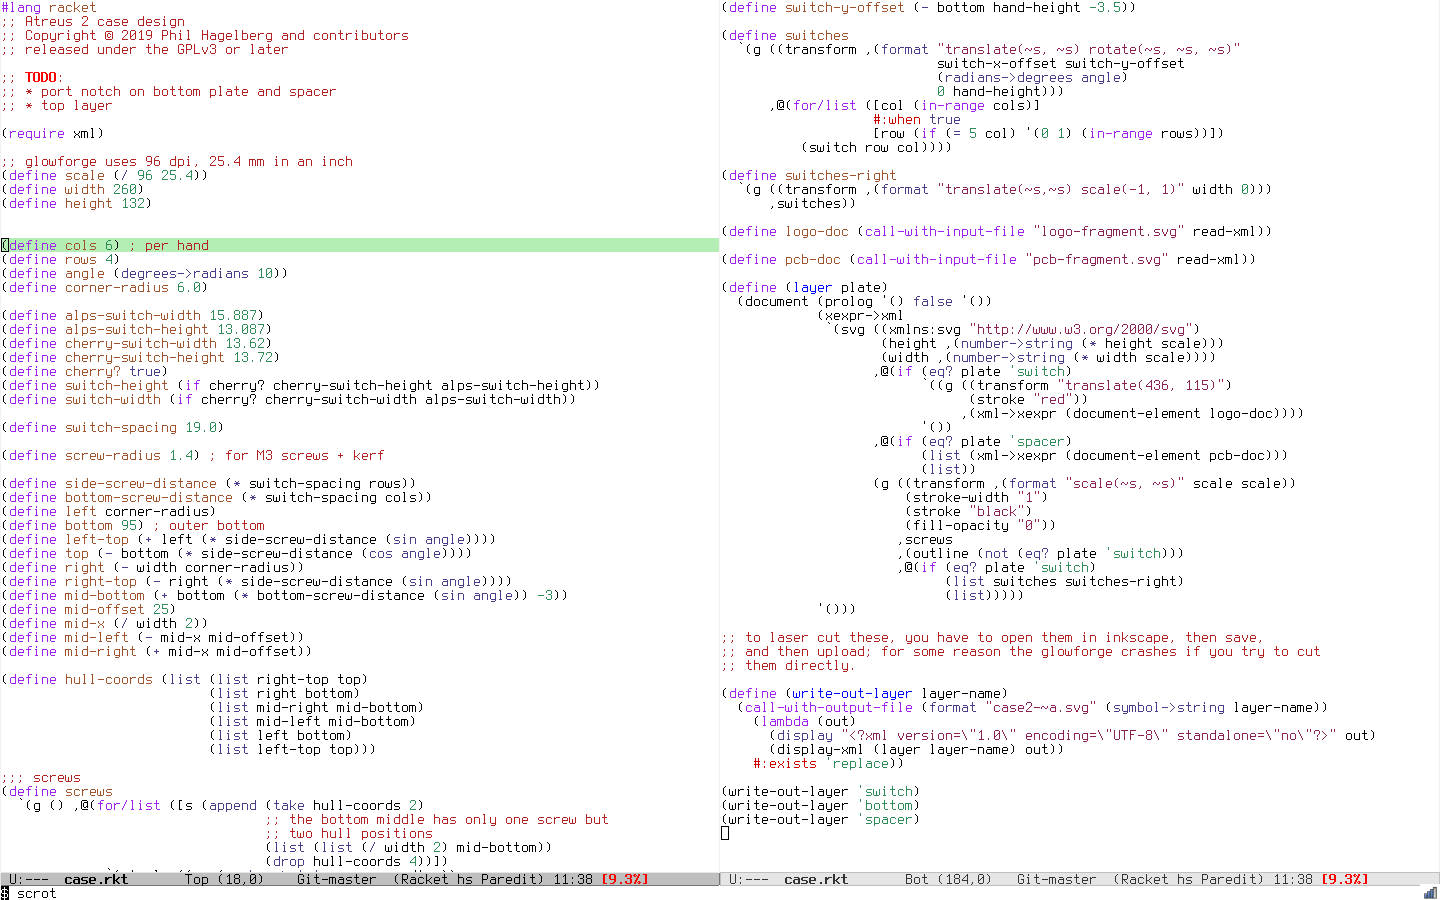 #lang racket
;; Atreus 2 case design
;; Copyright © 2019 Phil Hagelberg and contributors
;; released under the GPLv3 or later

;; TODO:
;; * port notch on bottom plate and spacer
;; * top layer

(require xml)

;; glowforge uses 96 dpi, 25.4 mm in an inch
(define scale (/ 96 25.4))
(define width 260)
(define height 132)

(define cols 6) ; per hand
(define rows 4)
(define angle (degrees->radians 10))
(define corner-radius 6.0)

(define alps-switch-width 15.887)
(define alps-switch-height 13.087)
(define cherry-switch-width 13.62)
(define cherry-switch-height 13.72)
(define cherry? true)
(define switch-height (if cherry? cherry-switch-height alps-switch-height))
(define switch-width (if cherry? cherry-switch-width alps-switch-width))

(define switch-spacing 19.0)

(define screw-radius 1.4) ; for M3 screws + kerf

(define side-screw-distance (* switch-spacing rows))
(define bottom-screw-distance (* switch-spacing cols))
(define left corner-radius)
(define bottom 95) ; outer bottom
(define left-top (+ left (* side-screw-distance (sin angle))))
(define top (- bottom (* side-screw-distance (cos angle))))
(define right (- width corner-radius))
(define right-top (- right (* side-screw-distance (sin angle))))
(define mid-bottom (+ bottom (* bottom-screw-distance (sin angle)) -3))
(define mid-offset 25)
(define mid-x (/ width 2))
(define mid-left (- mid-x mid-offset))
(define mid-right (+ mid-x mid-offset))

(define hull-coords (list (list right-top top)
                          (list right bottom)
                          (list mid-right mid-bottom)
                          (list mid-left mid-bottom)
                          (list left bottom)
                          (list left-top top)))

;;; screws
(define screws
  `(g () ,@(for/list ([s (append (take hull-coords 2)
                                 ;; the bottom middle has only one screw but
                                 ;; two hull positions
                                 (list (list (/ width 2) mid-bottom))
                                 (drop hull-coords 4))])
U:--- case.rkt Top (18,0) Git-master (Racket hs Paredit) 11:38 [9.3%]
(define switch-y-offset (- bottom hand-height -3.5))

(define switches
  `(g ((transform ,(format "translate(~s, ~s) rotate(~s, ~s, ~s)"
                           switch-x-offset switch-y-offset
                           (radians->degrees angle)
                           0 hand-height)))
      ,@(for/list ([col (in-range cols)]
                   #:when true
                   [row (if (= 5 col) '(0 1) (in-range rows))])
          (switch row col))))

(define switches-right
  `(g ((transform ,(format "translate(~s,~s) scale(-1, 1)" width 0)))
      ,switches))

(define logo-doc (call-with-input-file "logo-fragment.svg" read-xml))

(define pcb-doc (call-with-input-file "pcb-fragment.svg" read-xml))

(define (layer plate)
  (document (prolog '() false '())
            (xexpr->xml
             `(svg ((xmlns:svg "http://www.w3.org/2000/svg")
                    (height ,(number->string (* height scale)))
                    (width ,(number->string (* width scale))))
                   ,@(if (eq? plate 'switch)
                         `((g ((transform "translate(436, 115)")
                               (stroke "red"))
                              ,(xml->xexpr (document-element logo-doc))))
                         '())
                   ,@(if (eq? plate 'spacer)
                         (list (xml->xexpr (document-element pcb-doc)))
                         (list))
                   (g ((transform ,(format "scale(~s, ~s)" scale scale))
                       (stroke-width "1")
                       (stroke "black")
                       (fill-opacity "0"))
                      ,screws
                      ,(outline (not (eq? plate 'switch)))
                      ,@(if (eq? plate 'switch)
                            (list switches switches-right)
                            (list)))))
            '()))

;; to laser cut these, you have to open them in inkscape, then save,
;; and then upload; for some reason the glowforge crashes if you try to cut
;; them directly.

(define (write-out-layer layer-name)
  (call-with-output-file (format "case2-~a.svg" (symbol->string layer-name))
    (lambda (out)
      (display "<?xml version=\"1.0\" encoding=\"UTF-8\" standalone=\"no\"?>" out)
      (display-xml (layer layer-name) out))
    #:exists 'replace))

(write-out-layer 'switch)
(write-out-layer 'bottom)
(write-out-layer 'spacer)
U:--- case.rkt Bot (184,0) Git-master (Racket hs Paredit) 11:38 [9.3%]
$ scrot